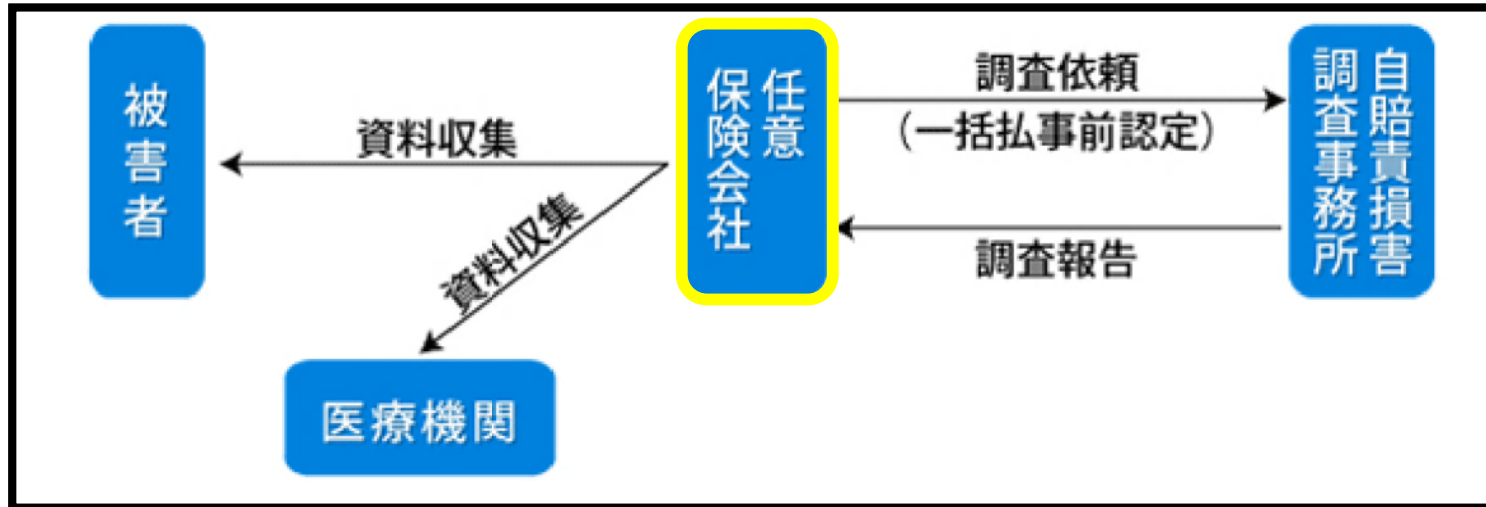 被害者
資料収集
資料収集
医療機関
任意
保険会社
調査依頼
（一括払事前認定）
調査報告
自賠責損害
調査事務所